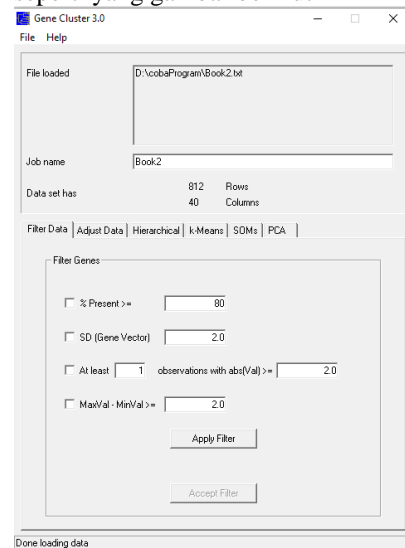 Gene Cluster 3.0
File Help
File loaded
D:\cobaProgram\Book2.txt
Job name
Book2
Data set has
812 Rows
40 Columns
Filter Data Adjust Data Hierarchical k-Means SOMs PCA
Filter Genes
% Present >= 80
SD (Gene Vector) 2.0
At least 1 observations with abs(Val) >= 2.0
MaxVal - MinVal >= 2.0
Apply Filter
Accept Filter
Done loading data